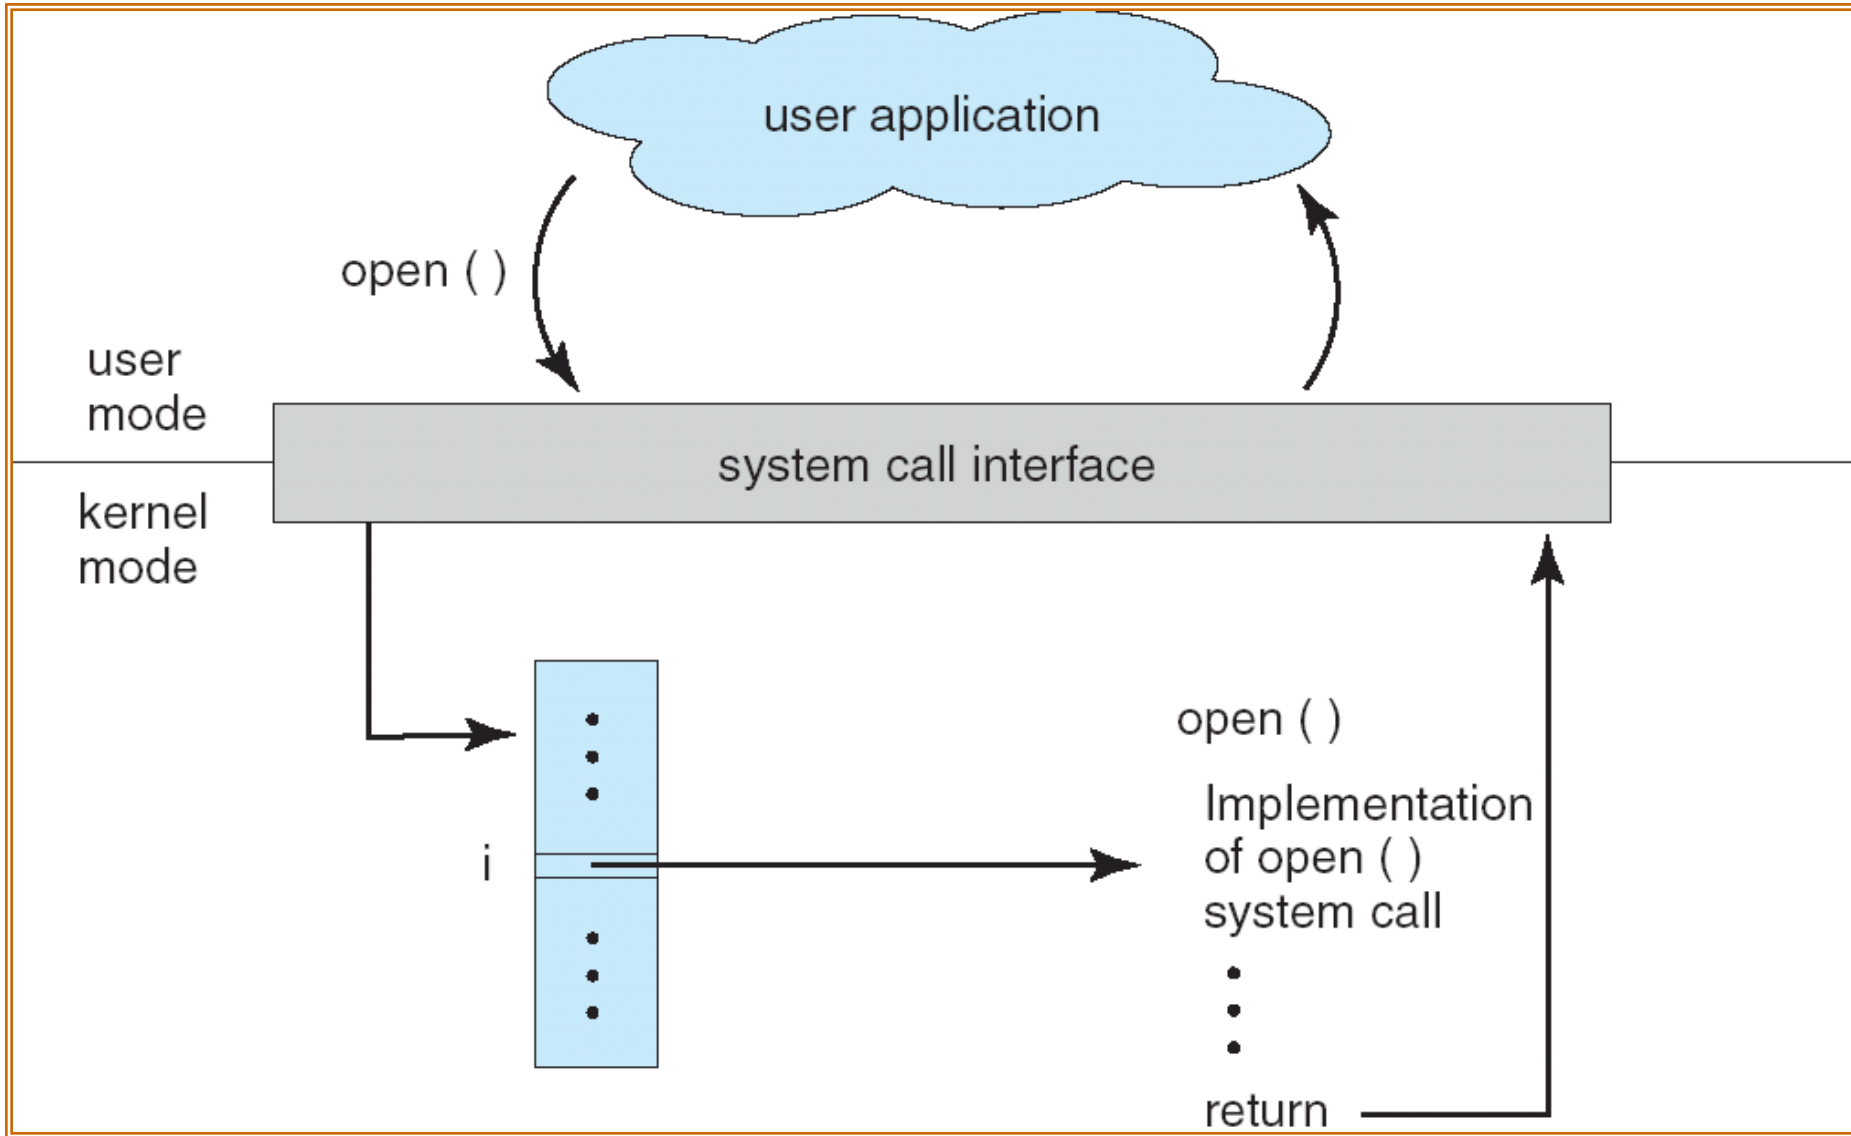 user application
open ( )
user
mode
system call interface
kernel
mode
open ( )
Implementation
of open ( )
system call
i
return